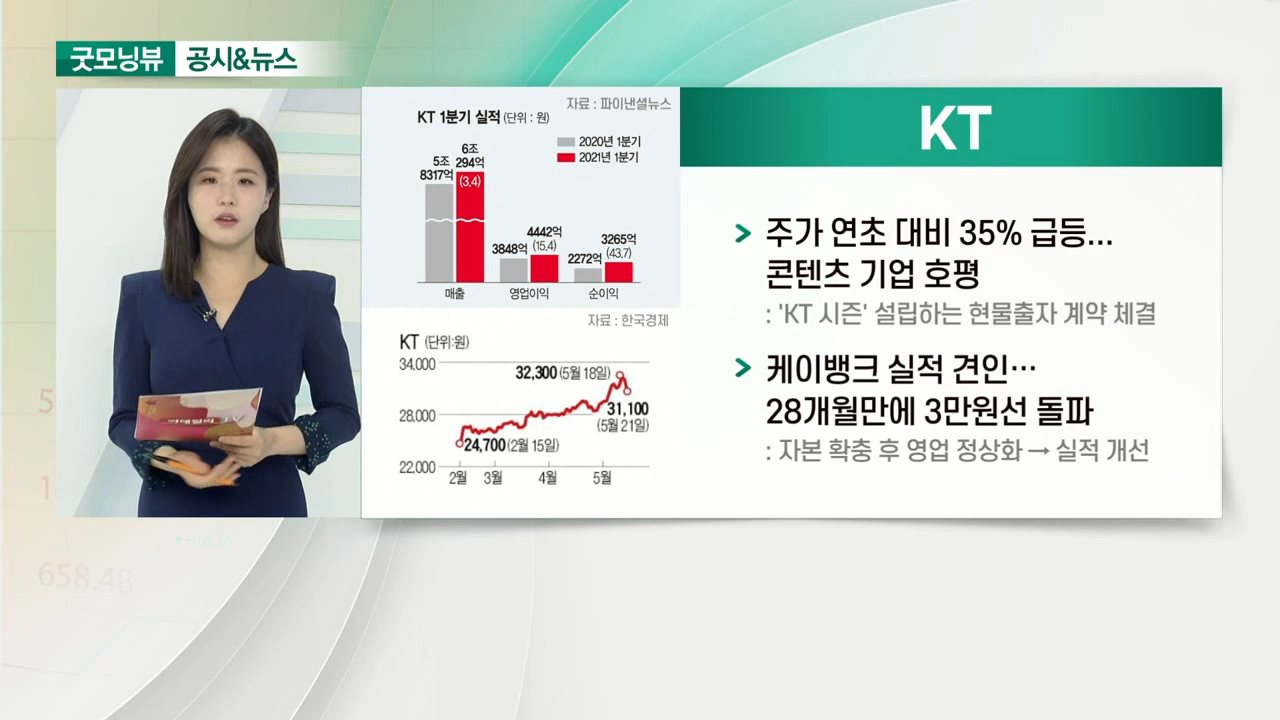 굿모닝뷰 공시&뉴스
자료 : 파이낸셜뉴스
KT 1분기 실적 (단위 : 원)
2020년 1분기
2021년 1분기
5조
8317억
6조
294억
(3.4)
3848억
4442억
(15.4)
2272억
3265억
(43.7)
매출 영업이익 순이익
자료 : 한국경제
KT (단위:원)
34,000
28,000
22,000
32,300 (5월 18일)
31,100
(5월 21일)
24,700 (2월 15일)
2월 3월 4월 5월
KT
주가 연초 대비 35% 급등...
콘텐츠 기업 호평
: 'KT 시즌' 설립하는 현물출자 계약 체결
케이뱅크 실적 견인…
28개월만에 3만원선 돌파
: 자본 확충 후 영업 정상화 → 실적 개선
658.48